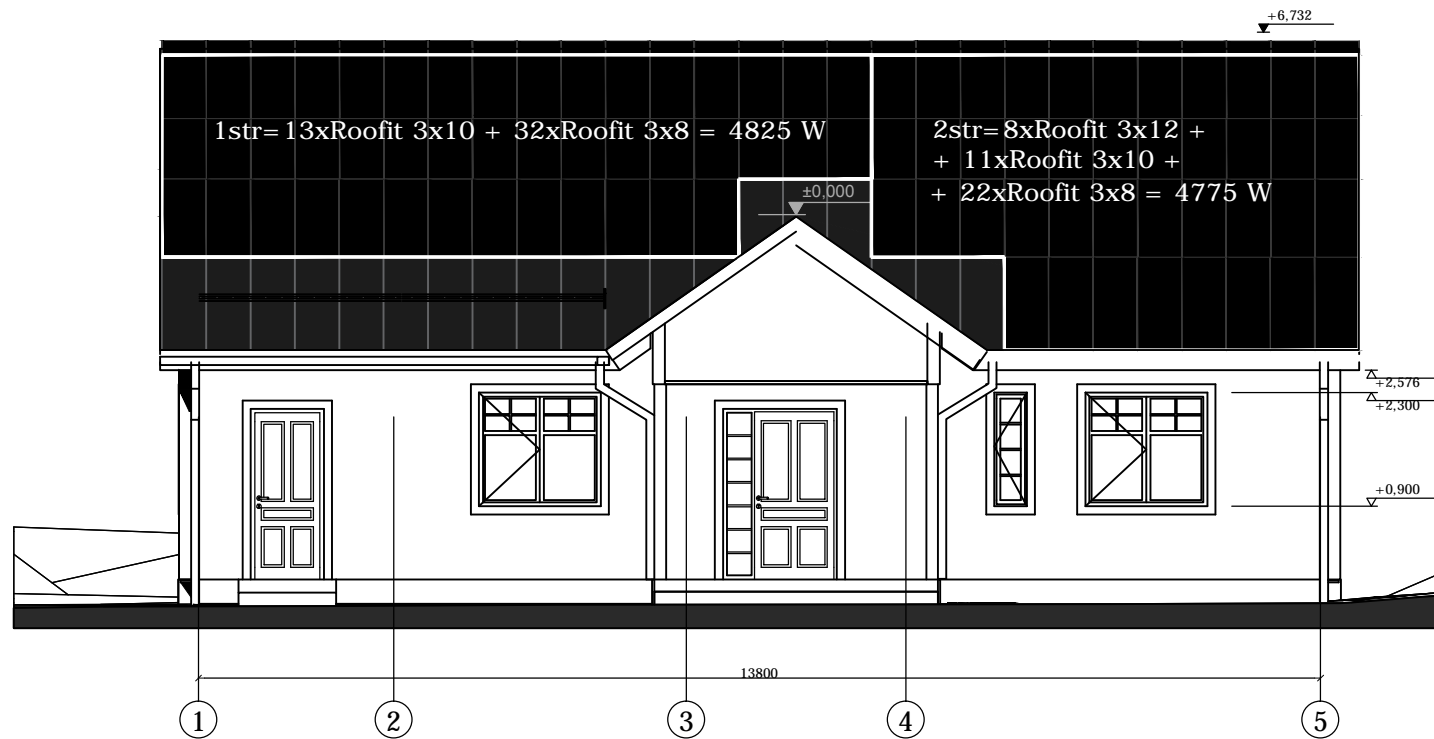 +6,732
1str=13xRoofit 3x10 + 32xRoofit 3x8 = 4825 W
2str=8xRoofit 3x12 +
+ 11xRoofit 3x10 +
+ 22xRoofit 3x8 = 4775 W
±0,000
+2,576
+2,300
+0,900
13800
1
2
3
4
5